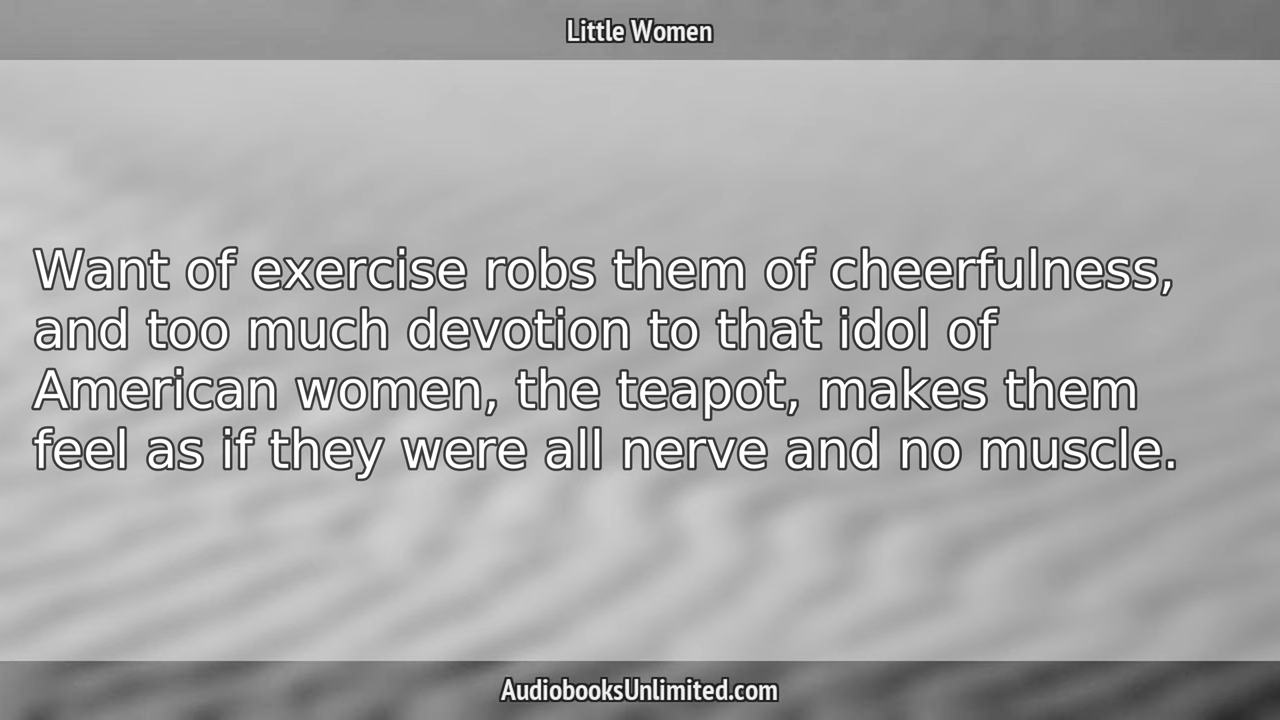 Little Women
Want of exercise robs them of cheerfulness,
and too much devotion to that idol of
American women, the teapot, makes them
feel as if they were all nerve and no muscle.
AudiobooksUnlimited.com